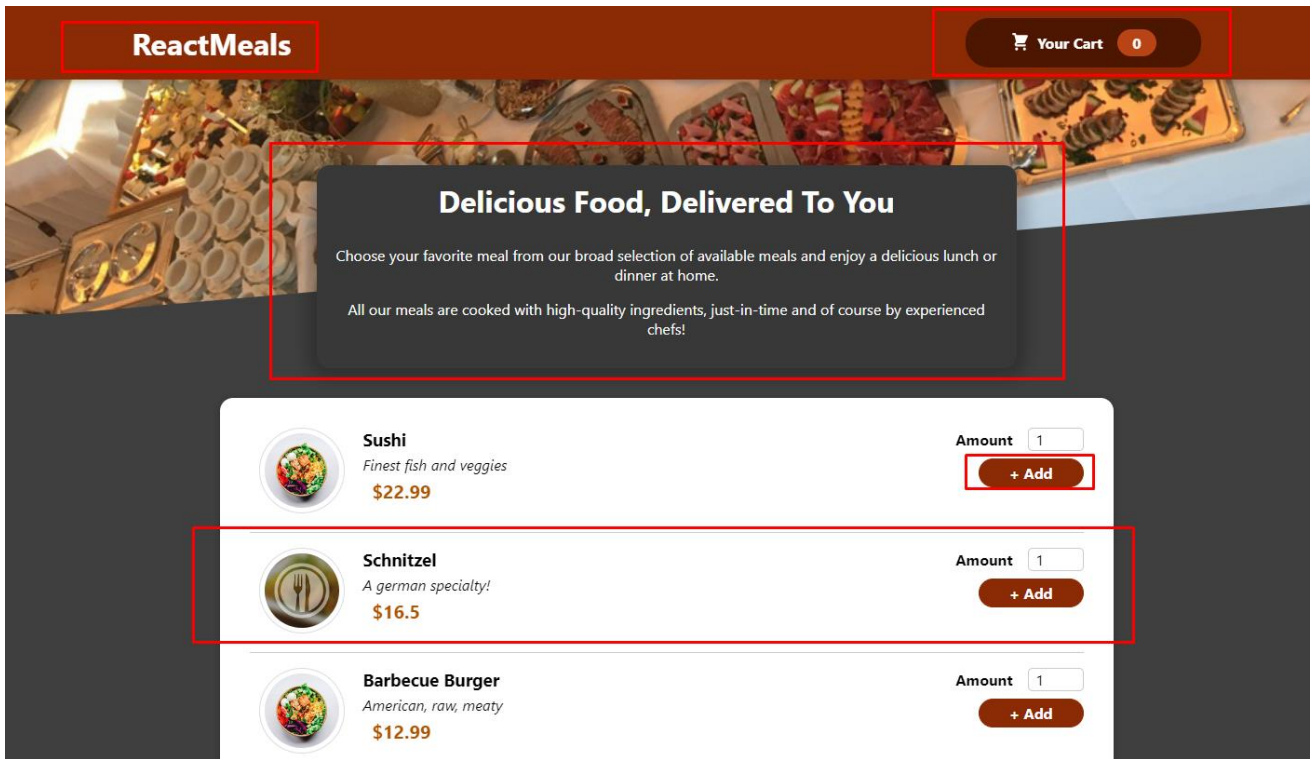 ReactMeals
Your Cart 0
Delicious Food, Delivered To You
Choose your favorite meal from our broad selection of available meals and enjoy a delicious lunch or
dinner at home.
All our meals are cooked with high-quality ingredients, just-in-time and of course by experienced
chefs!
Sushi
Finest fish and veggies
$22.99
Amount 1
+ Add
Schnitzel
A german specialty!
$16.5
Amount 1
+ Add
Barbecue Burger
American, raw, meaty
$12.99
Amount 1
+ Add